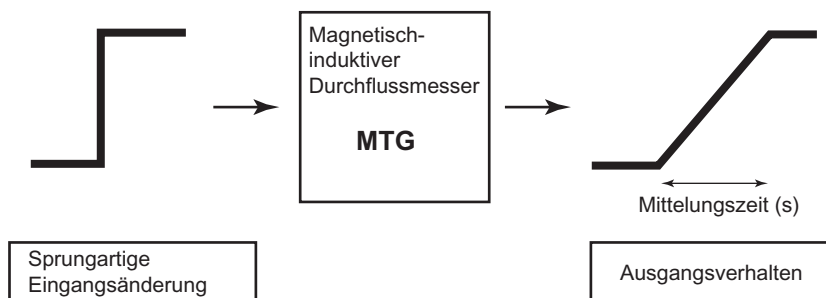 Magnetisch-
induktiver
Durchflussmesser
MTG
Mittelungszeit (s)
Sprungartige
Eingangsänderung
Ausgangsverhalten